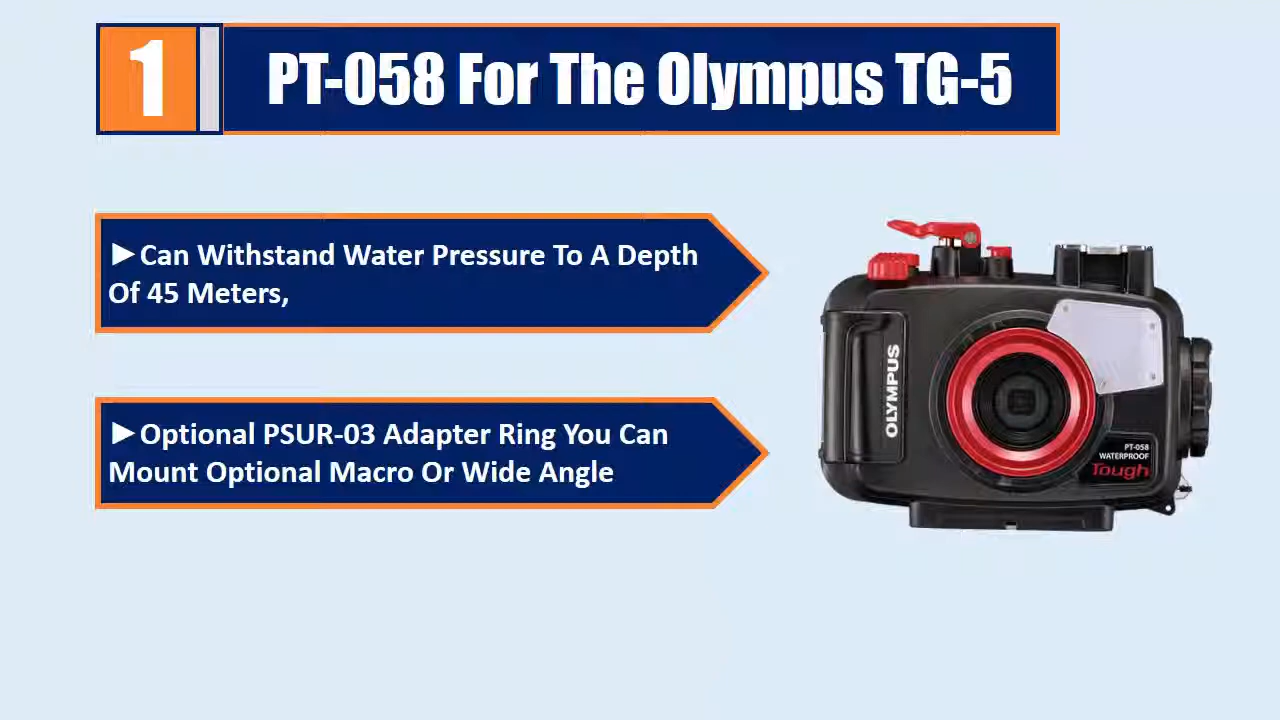 1
PT-058 For The Olympus TG-5
►Can Withstand Water Pressure To A Depth
Of 45 Meters,
►Optional PSUR-03 Adapter Ring You Can
Mount Optional Macro Or Wide Angle
OLYMPUS
PT-058
WATERPROOF
Tough